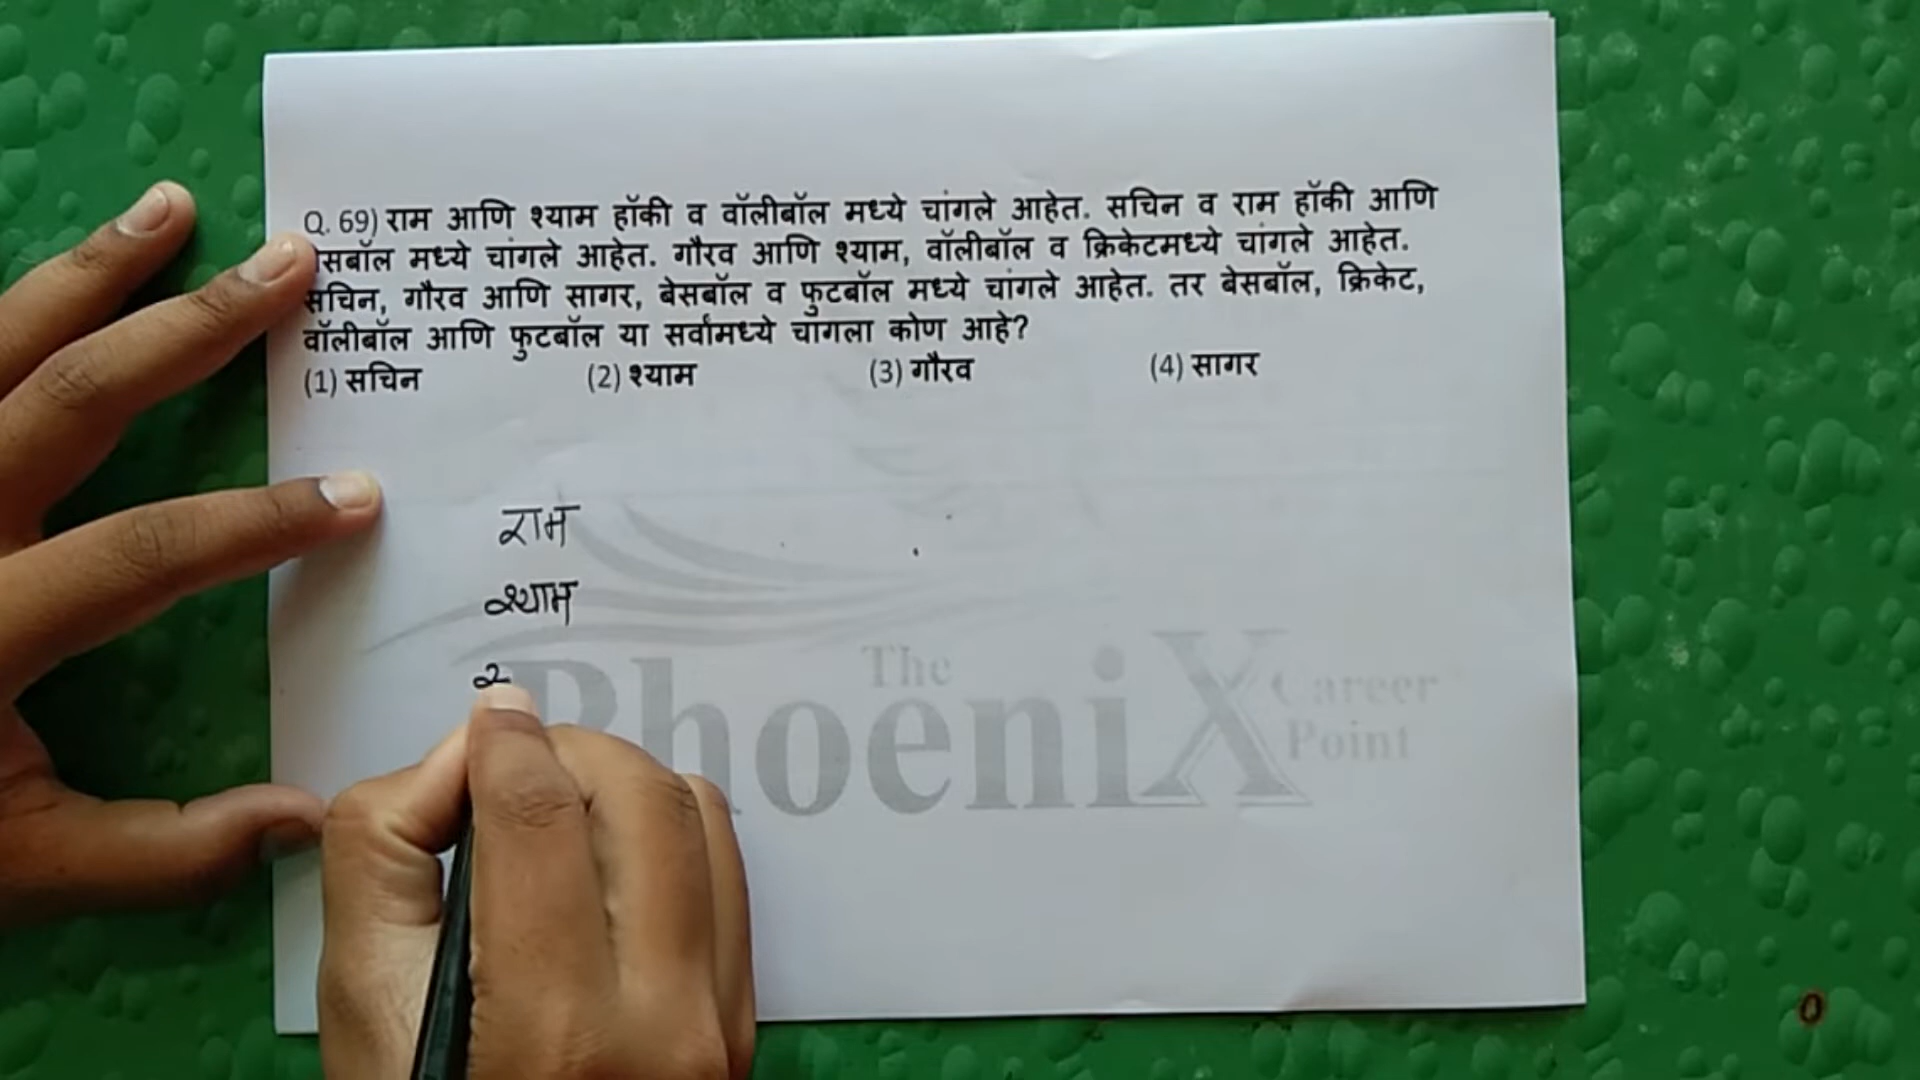 Q. 69) राम आणि श्याम हॉकी व वॉलीबॉल मध्ये चांगले आहेत. सचिन व राम हॉकी आणि
सबॉल मध्ये चांगले आहेत. गौरव आणि श्याम, वॉलीबॉल व क्रिकेटमध्ये चांगले आहेत.
सचिन, गौरव आणि सागर, बेसबॉल व फुटबॉल मध्ये चांगले आहेत. तर बेसबॉल, क्रिकेट,
वॉलीबॉल आणि फुटबॉल या सर्वांमध्ये चांगला कोण आहे?
(1) सचिन (2) श्याम (3) गौरव (4) सागर
राम
श्याम
The
PhoeniX Career
Point